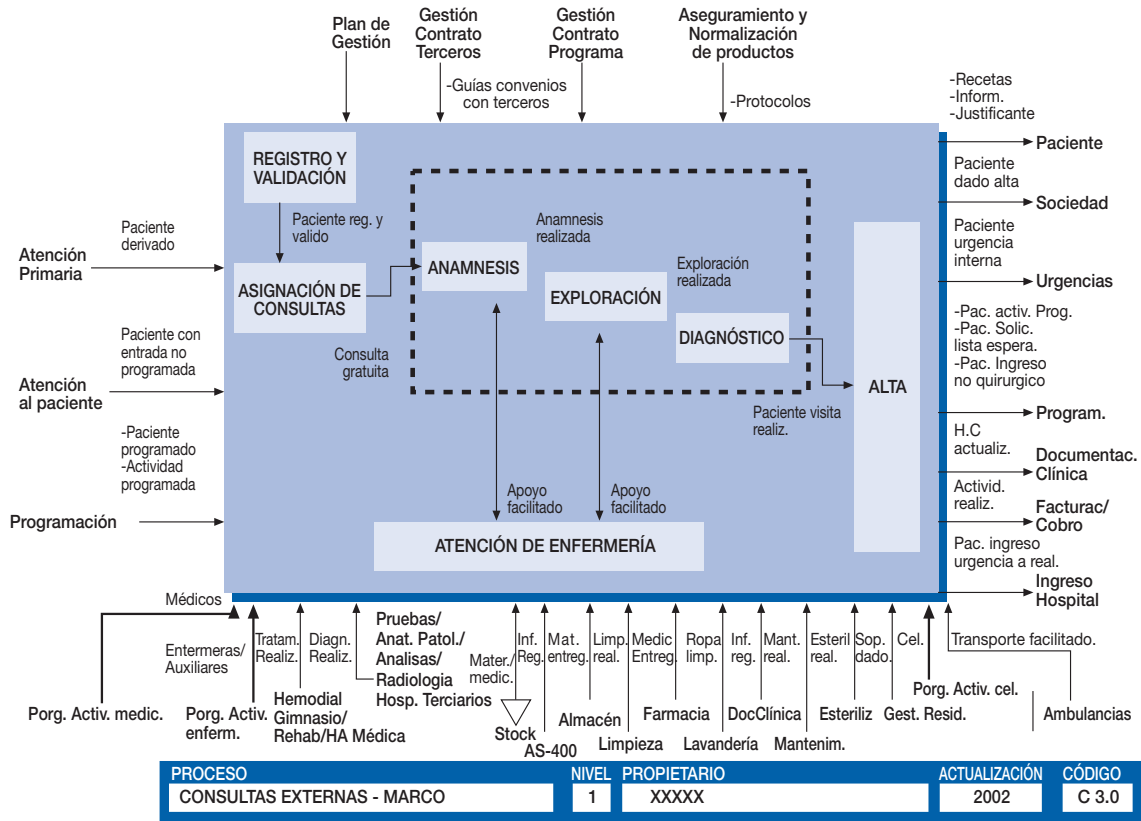 Plan de
Gestión
Gestión
Contrato
Terceros
Gestión
Contrato
Programa
Aseguramiento y
Normalización
de productos
-Guías convenios
con terceros
-Protocolos
-Recetas
-Inform.
-Justificante
Paciente
Paciente
dado alta
Sociedad
Paciente
urgencia
interna
Urgencias
-Pac. activ. Prog.
-Pac. Solic.
lista espera.
-Pac. Ingreso
no quirurgico
Program.
H.C
actualiz.
Documentac.
Clínica
Activid.
realiz.
Facturac/
Cobro
Pac. ingreso
urgencia a real.
Ingreso
Hospital
Paciente
derivado
Atención
Primaria
Paciente con
entrada no
programada
Atención
al paciente
-Paciente
programado
-Actividad
programada
Programación
REGISTRO Y
VALIDACIÓN
Paciente reg. y
valido
ASIGNACIÓN DE
CONSULTAS
ANAMNESIS
Anamnesis
realizada
EXPLORACIÓN
Exploración
realizada
DIAGNÓSTICO
Consulta
gratuita
Paciente visita
realiz.
ALTA
Apoyo
facilitado
Apoyo
facilitado
ATENCIÓN DE ENFERMERÍA
Médicos
Porg. Activ. medic.
Entermeras/
Auxiliares
Porg. Activ.
enferm.
Tratam.
Realiz.
Hemodial
Gimnasio/
Rehab/HA Médica
Diagn.
Realiz.
Pruebas/
Anat. Patol./
Analisas/
Radiologia
Hosp. Terciarios
Mater./
medic.
Stock
Inf.
Reg.
AS-400
Mat.
entreg.
Almacén
Limp.
real.
Limpieza
Medic
Entreg.
Farmacia
Ropa
limp.
Lavandería
Inf.
reg.
DocClínica
Mant.
real.
Mantenim.
Esteril
real.
Esteriliz
Sop.
dado.
Gest. Resid.
Cel.
Porg. Activ. cel.
Transporte facilitado.
Ambulancias
PROCESO
CONSULTAS EXTERNAS - MARCO
NIVEL
1
PROPIETARIO
XXXXX
ACTUALIZACIÓN
2002
CÓDIGO
C 3.0